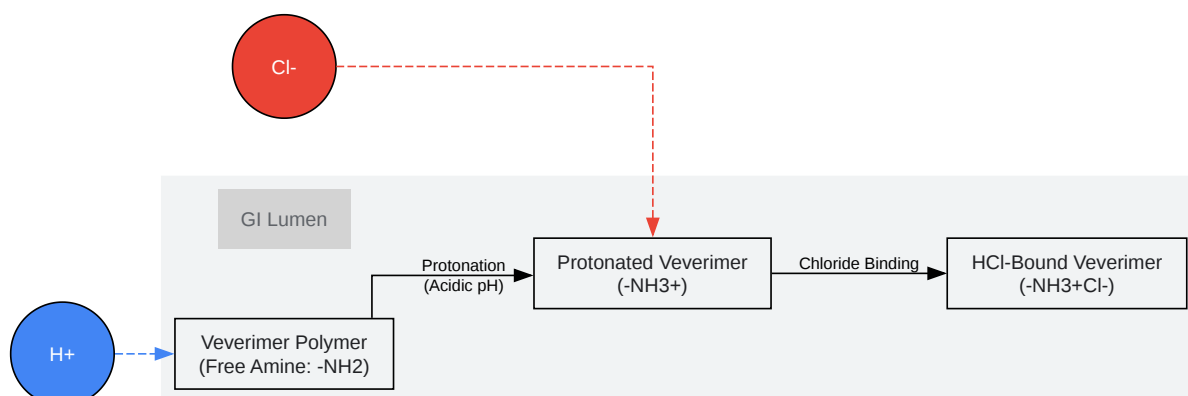 Cl-
GI Lumen
Protonation
(Acidic pH)
Protonated Veverimer
(-NH3+)
Chloride Binding
HCl-Bound Veverimer
(-NH3+Cl-)
H+
Veverimer Polymer
(Free Amine: -NH2)